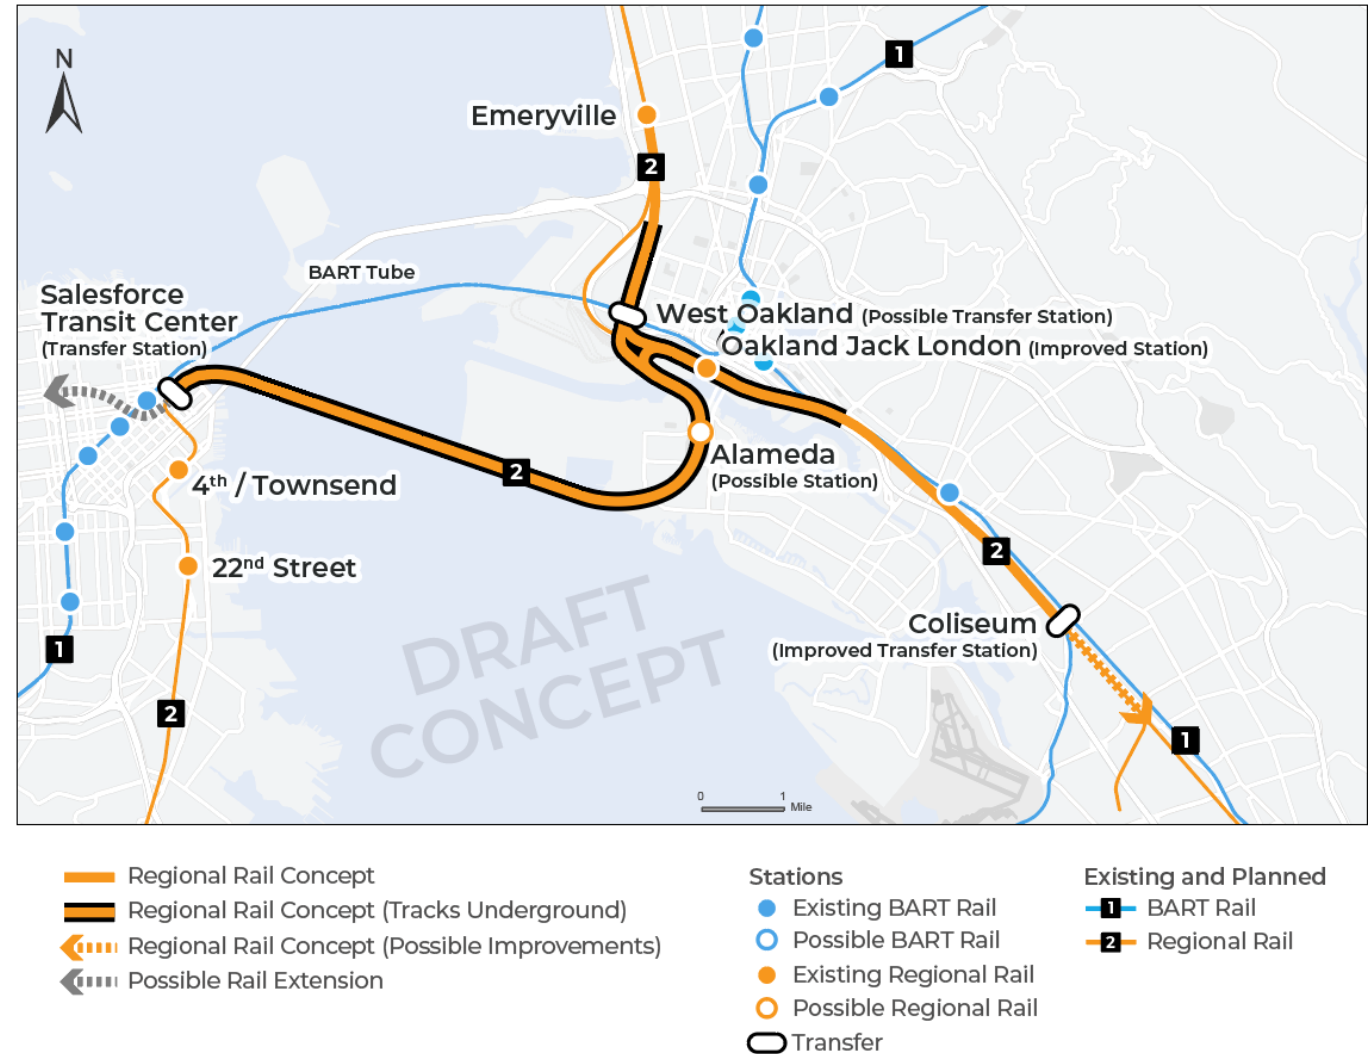 N
1
Emeryville
2
BART Tube
Salesforce
Transit Center
(Transfer Station)
West Oakland (Possible Transfer Station)
Oakland Jack London (Improved Station)
2
Alameda
(Possible Station)
4th / Townsend
2
22nd Street
DRAFT
CONCEPT
Coliseum
(Improved Transfer Station)
1
2
1
0 1
Mile
Regional Rail Concept
Regional Rail Concept (Tracks Underground)
Regional Rail Concept (Possible Improvements)
Possible Rail Extension
Stations
Existing BART Rail
Possible BART Rail
Existing Regional Rail
Possible Regional Rail
Transfer
Existing and Planned
1 BART Rail
2 Regional Rail